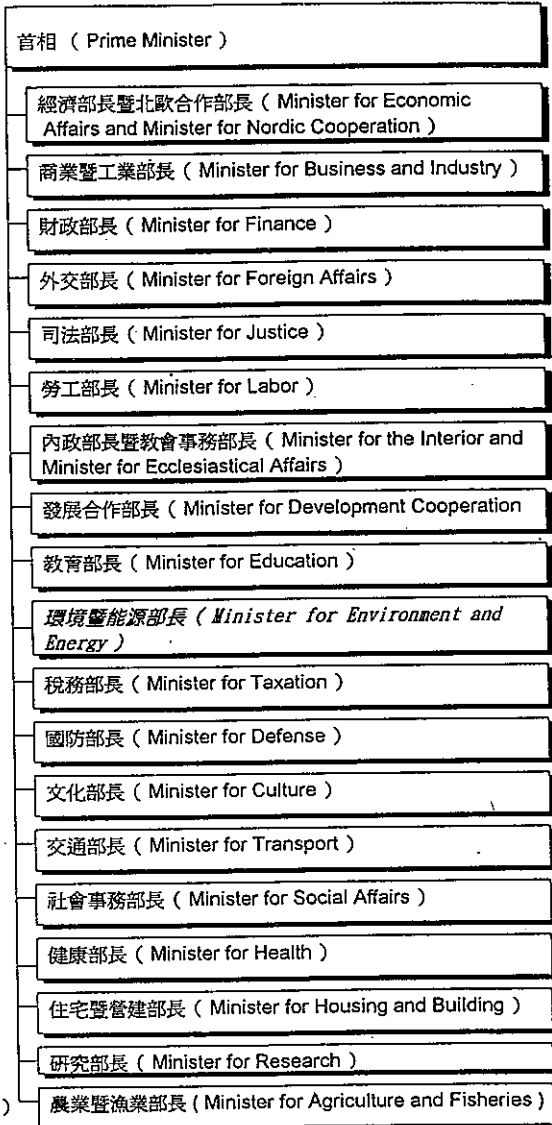 首相 ( Prime Minister )
經濟部長暨北歐合作部長 ( Minister for Economic
Affairs and Minister for Nordic Cooperation )
商業暨工業部長 ( Minister for Business and Industry )
財政部長 ( Minister for Finance )
外交部長 ( Minister for Foreign Affairs )
司法部長 ( Minister for Justice )
勞工部長 ( Minister for Labor )
內政部長暨教會事務部長 ( Minister for the Interior and
Minister for Ecclesiastical Affairs )
發展合作部長 ( Minister for Development Cooperation
教育部長 ( Minister for Education )
環境暨能源部長 ( Minister for Environment and
Energy )
稅務部長 ( Minister for Taxation )
國防部長 ( Minister for Defense )
文化部長 ( Minister for Culture )
交通部長 ( Minister for Transport )
社會事務部長 ( Minister for Social Affairs )
健康部長 ( Minister for Health )
住宅暨營建部長 ( Minister for Housing and Building )
研究部長 ( Minister for Research )
) 農業暨漁業部長 ( Minister for Agriculture and Fisheries )